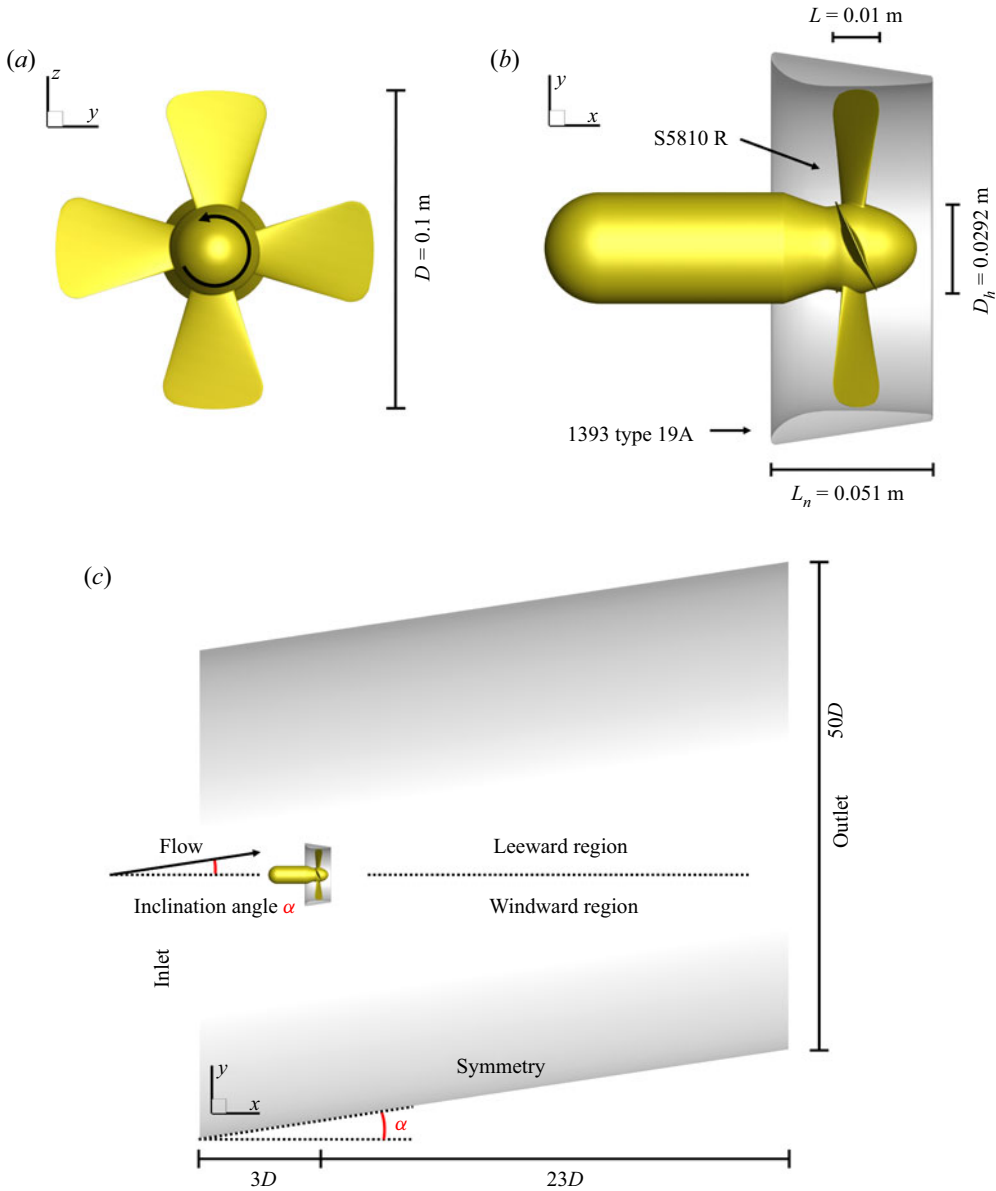 L = 0.01 m
(a)
(b)
z
y
y
x
S5810 R
D = 0.1 m
D_h = 0.0292 m
1393 type 19A
L_n = 0.051 m
(c)
50D
Outlet
Flow
Leeward region
Inclination angle α
Windward region
Inlet
Symmetry
y
x
α
3D
23D